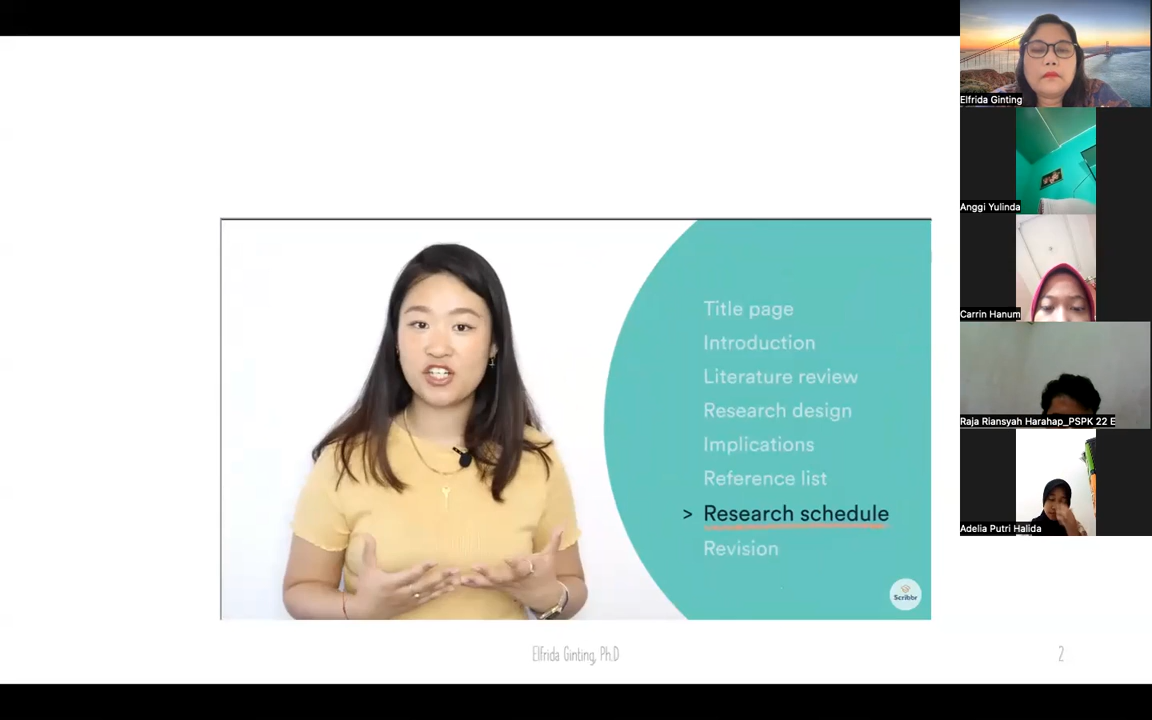 Title page
Introduction
Literature review
Research design
Implications
Reference list
> Research schedule
Revision
Scribbr
Elfrida Ginting, Ph.D
2
Elfrida Ginting
Anggi Yulinda
Carrin Hanum
Raja Riansyah Harahap_PSPK 22 E
Adelia Putri Halida